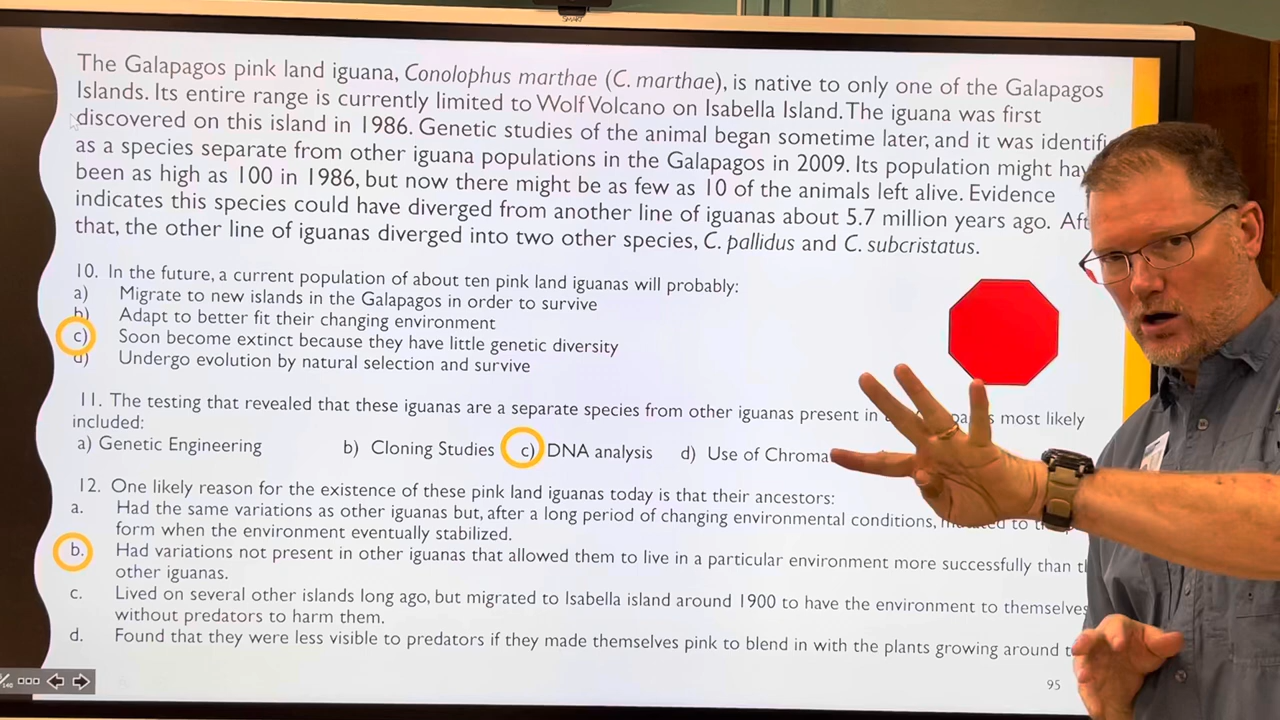 SMART
The Galapagos pink land iguana, Conolophus marthae (C. marthae), is native to only one of the Galapagos
Islands. Its entire range is currently limited to Wolf Volcano on Isabella Island. The iguana was first
discovered on this island in 1986. Genetic studies of the animal began sometime later, and it was identifi
as a species separate from other iguana populations in the Galapagos in 2009. Its population might hav
been as high as 100 in 1986, but now there might be as few as 10 of the animals left alive. Evidence
indicates this species could have diverged from another line of iguanas about 5.7 million years ago. Aft
that, the other line of iguanas diverged into two other species, C. pallidus and C. subcristatus.
10. In the future, a current population of about ten pink land iguanas will probably:
a) Migrate to new islands in the Galapagos in order to survive
b) Adapt to better fit their changing environment
c) Soon become extinct because they have little genetic diversity
d) Undergo evolution by natural selection and survive
11. The testing that revealed that these iguanas are a separate species from other iguanas present in most likely
included:
a) Genetic Engineering b) Cloning Studies c) DNA analysis d) Use of Chroma
12. One likely reason for the existence of these pink land iguanas today is that their ancestors:
a. Had the same variations as other iguanas but, after a long period of changing environmental conditions, to
form when the environment eventually stabilized.
b. Had variations not present in other iguanas that allowed them to live in a particular environment more successfully than t
other iguanas.
c. Lived on several other islands long ago, but migrated to Isabella island around 1900 to have the environment to themselves
without predators to harm them.
d. Found that they were less visible to predators if they made themselves pink to blend in with the plants growing around t
95